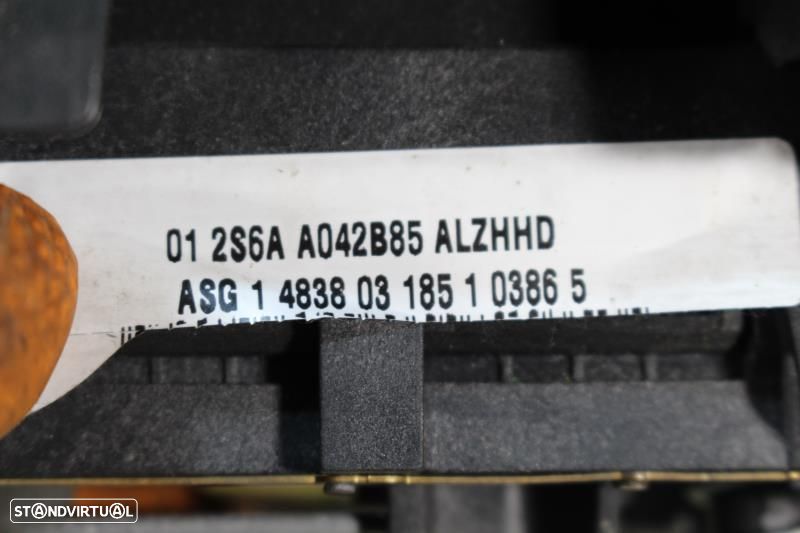 01 2S6A A042B85 ALZHHD
ASG 1 4838 03 185 1 0386 5
STANDVIRTUAL